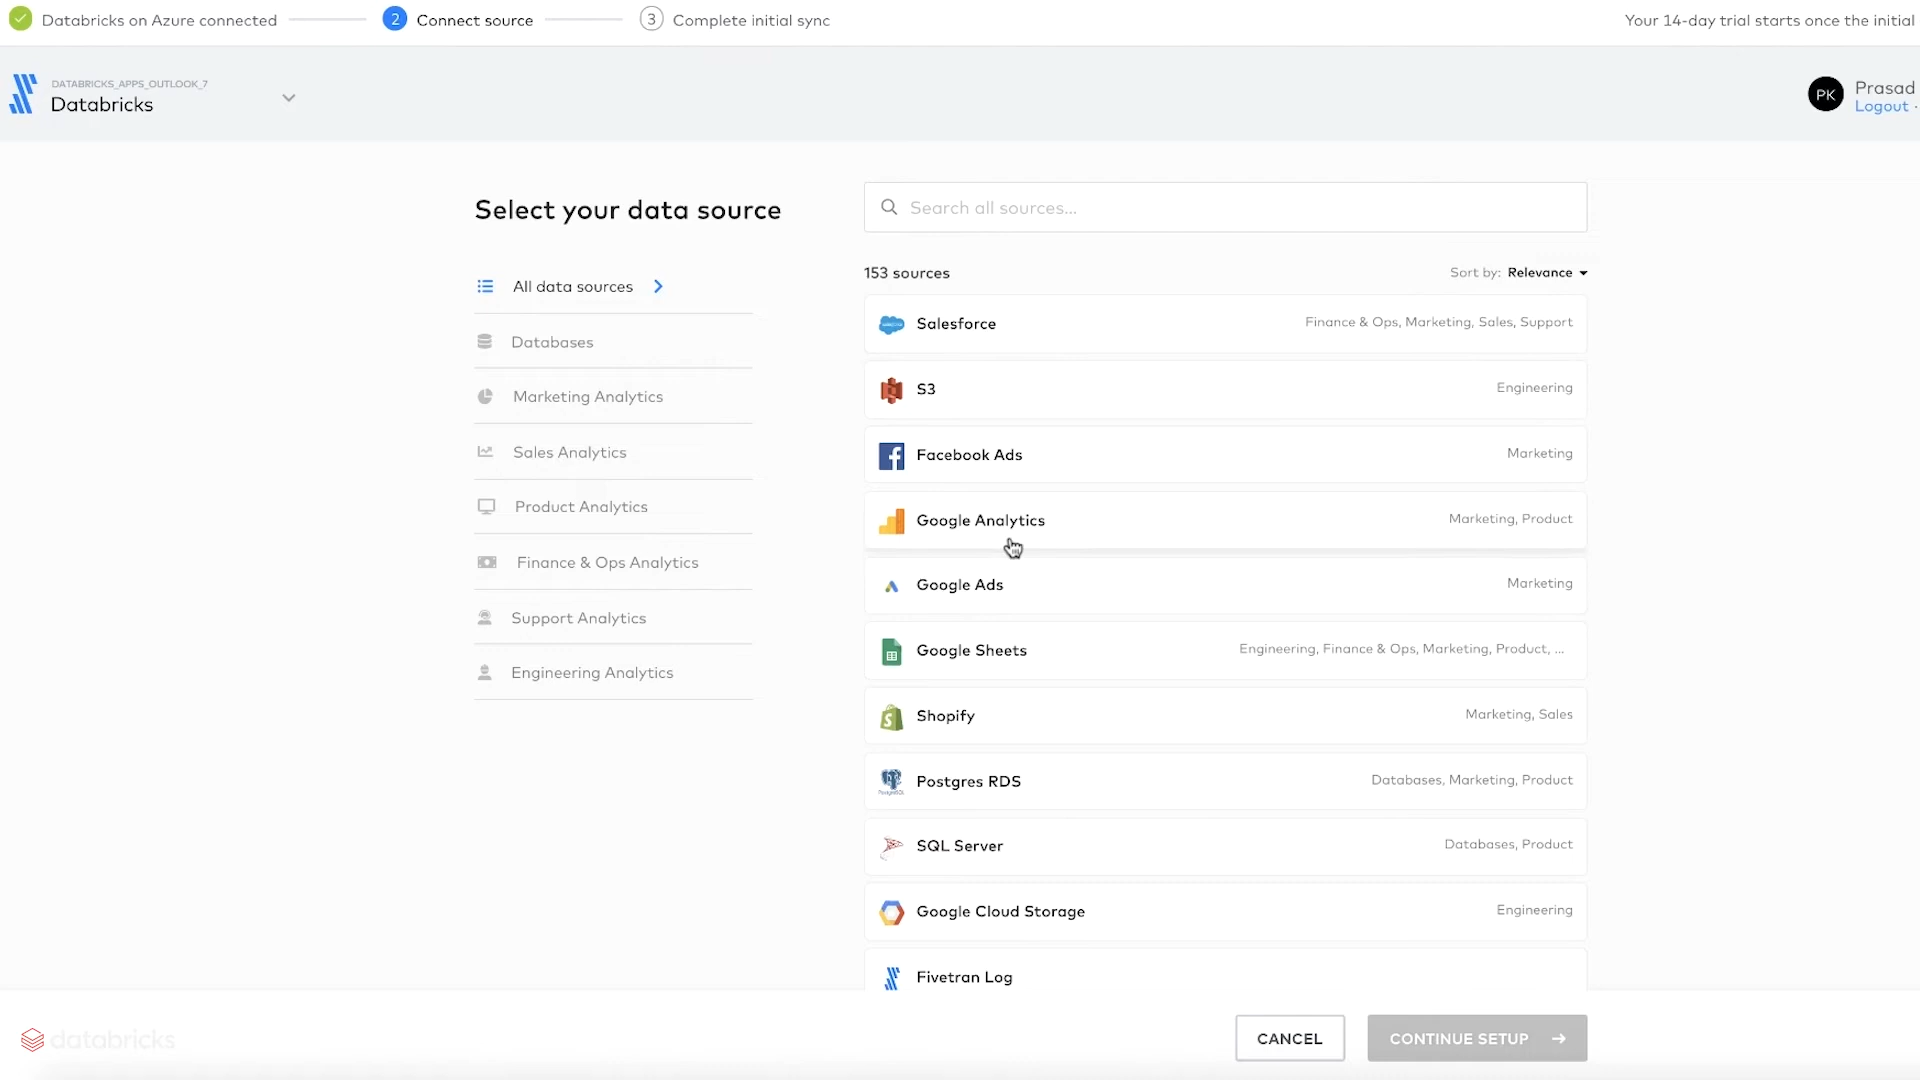 Databricks on Azure connected
2 Connect source
3 Complete initial sync
Your 14-day trial starts once the initial
DATABRICKS_APPS_OUTLOOK_7
Databricks
PK
Prasad
Logout ·
Select your data source
All data sources
Databases
Marketing Analytics
Sales Analytics
Product Analytics
Finance & Ops Analytics
Support Analytics
Engineering Analytics
Search all sources...
153 sources
Sort by: Relevance
Salesforce
Finance & Ops, Marketing, Sales, Support
S3
Engineering
Facebook Ads
Marketing
Google Analytics
Marketing, Product
Google Ads
Marketing
Google Sheets
Engineering, Finance & Ops, Marketing, Product, ...
Shopify
Marketing, Sales
Postgres RDS
Databases, Marketing, Product
SQL Server
Databases, Product
Google Cloud Storage
Engineering
Fivetran Log
databricks
CANCEL
CONTINUE SETUP